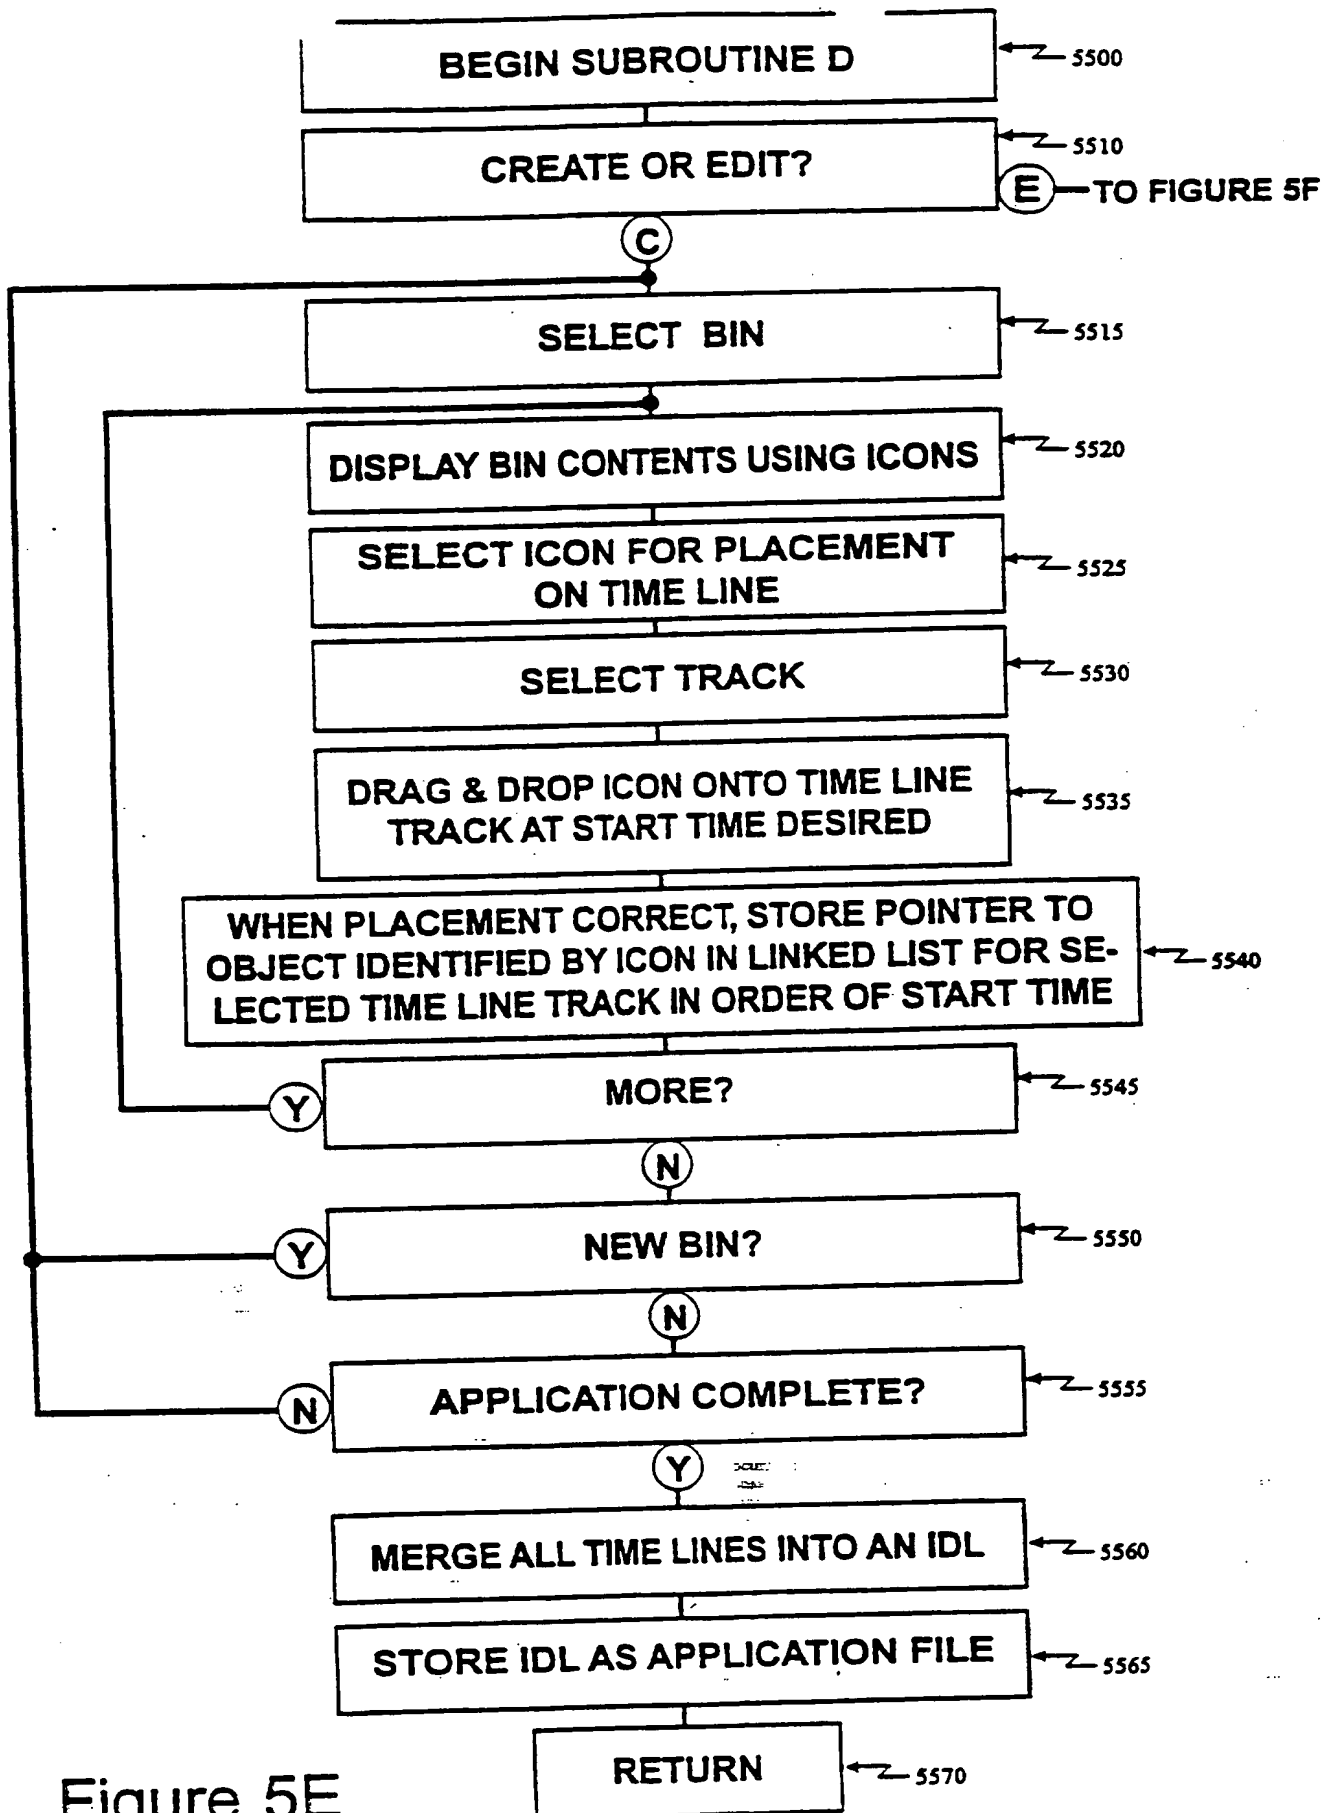 BEGIN SUBROUTINE D
5500
CREATE OR EDIT?
5510
E
TO FIGURE 5F
C
SELECT BIN
5515
DISPLAY BIN CONTENTS USING ICONS
5520
SELECT ICON FOR PLACEMENT
ON TIME LINE
5525
SELECT TRACK
5530
DRAG & DROP ICON ONTO TIME LINE
TRACK AT START TIME DESIRED
5535
WHEN PLACEMENT CORRECT, STORE POINTER TO
OBJECT IDENTIFIED BY ICON IN LINKED LIST FOR SE-
LECTED TIME LINE TRACK IN ORDER OF START TIME
5540
MORE?
5545
Y
N
NEW BIN?
5550
Y
N
APPLICATION COMPLETE?
5555
N
Y
MERGE ALL TIME LINES INTO AN IDL
5560
STORE IDL AS APPLICATION FILE
5565
RETURN
5570
Figure 5E